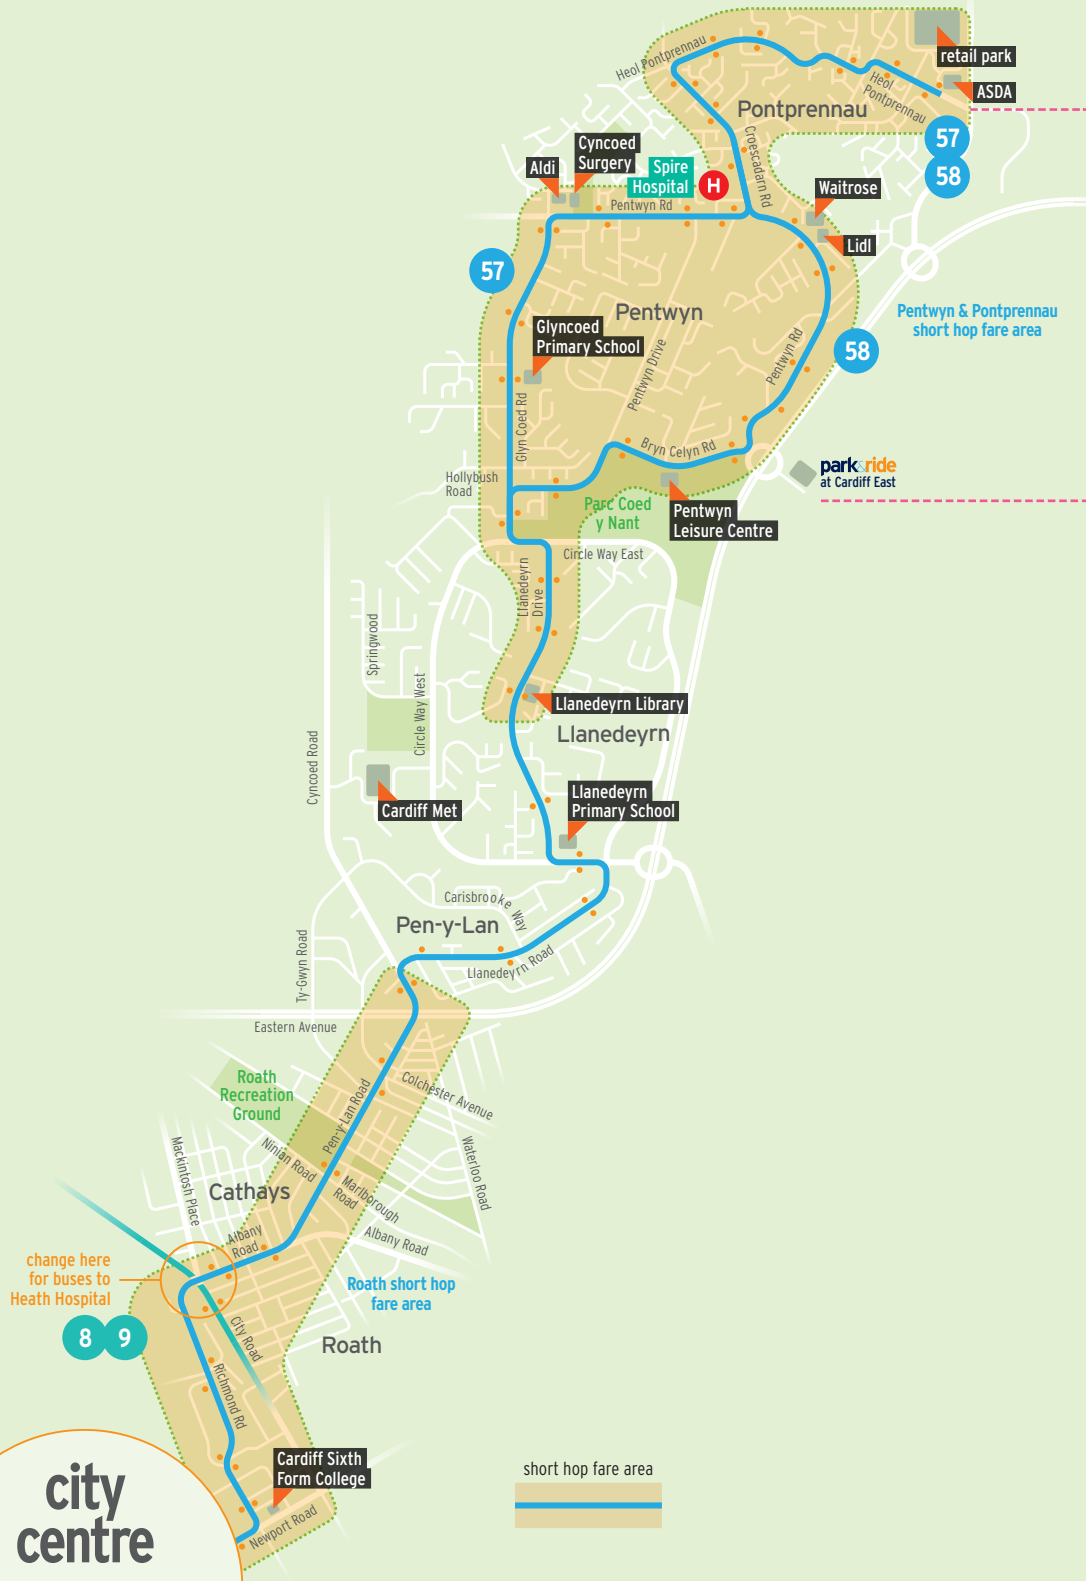 retail park
Heol Pontprennau
Heol
Pontprennau
ASDA
Pontprennau
57
58
Croescadarn Rd
Cyncoed
Surgery
Aldi
Spire
Hospital
H
Waitrose
Pentwyn Rd
Lidl
57
Pentwyn
Pentwyn & Pontprennau
short hop fare area
Glyncoed
Primary School
58
Pentwyn Drive
Pentwyn Rd
Glyn Coed Rd
Bryn Celyn Rd
park&ride
at Cardiff East
Hollybush
Road
Parc Coed
y Nant
Pentwyn
Leisure Centre
Circle Way East
Llanedeyrn
Drive
Springwood
Circle Way West
Llanedeyrn Library
Llanedeyrn
Cyncoed Road
Cardiff Met
Llanedeyrn
Primary School
Carisbrooke Way
Pen-y-Lan
Ty-Gwyn Road
Llanedeyrn Road
Eastern Avenue
Roath
Recreation
Ground
Colchester Avenue
Pen-y-Lan Road
Ninian Road
Mackintosh Place
Waterloo Road
Cathays
Marlborough
Road
Albany
Road
Albany Road
change here
for buses to
Heath Hospital
Roath short hop
fare area
8
9
City Road
Roath
Richmond Rd
Cardiff Sixth
Form College
Newport Road
city
centre
short hop fare area